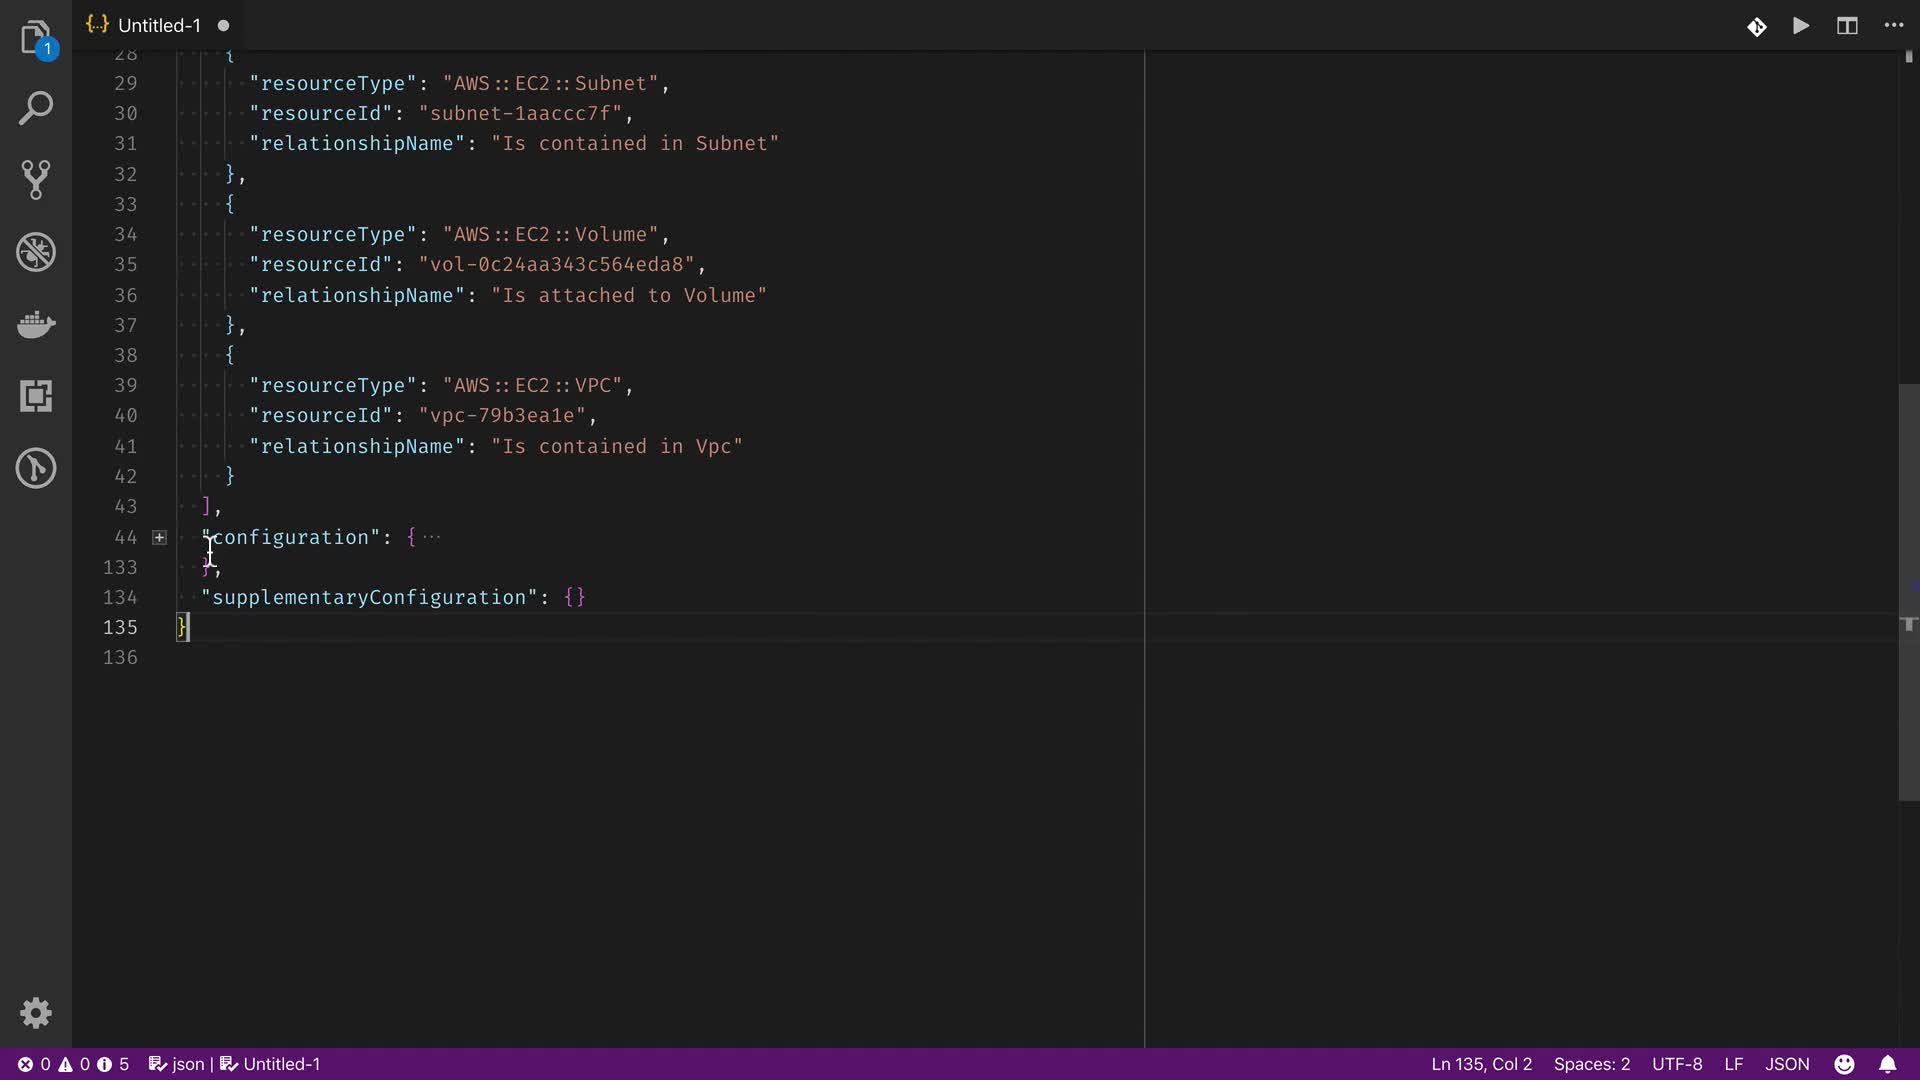 1
{..} Untitled-1
28 {
29 "resourceType": "AWS::EC2::Subnet",
30 "resourceId": "subnet-1aaccc7f",
31 "relationshipName": "Is contained in Subnet"
32 },
33 {
34 "resourceType": "AWS::EC2::Volume",
35 "resourceId": "vol-0c24aa343c564eda8",
36 "relationshipName": "Is attached to Volume"
37 },
38 {
39 "resourceType": "AWS::EC2::VPC",
40 "resourceId": "vpc-79b3ea1e",
41 "relationshipName": "Is contained in Vpc"
42 }
43 ],
44 "configuration": { ...
133 },
134 "supplementaryConfiguration": {}
135 }
136
0 0 5 json | Untitled-1 Ln 135, Col 2 Spaces: 2 UTF-8 LF JSON